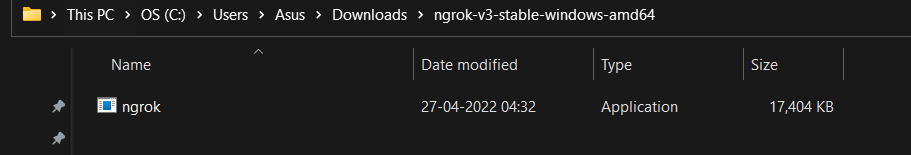 This PC > OS (C:) > Users > Asus > Downloads > ngrok-v3-stable-windows-amd64
Name Date modified Type Size
ngrok 27-04-2022 04:32 Application 17,404 KB